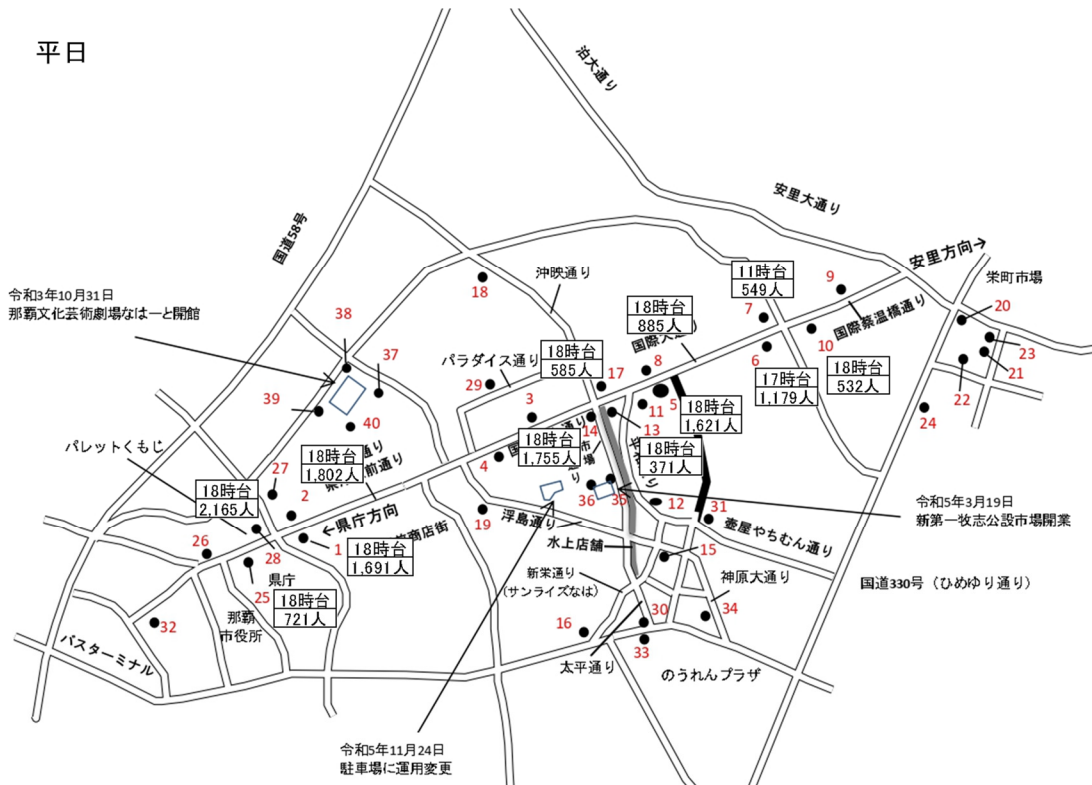 平日
泊大通り
安里大通り
国道58号
安里方向→
栄町市場
令和3年10月31日
那覇文化芸術劇場なはーと開館
沖映通り
18
11時台
549人
9
7
国際蔡温橋通り
20
18時台
885人
38
37
パラダイス通り
18時台
585人
17
8
6
10
23
21
22
29
39
40
3
17時台
1,179人
18時台
532人
11
5
13
14
24
パレットくもじ
18時台
1,802人
4
18時台
1,755人
18時台
1,621人
18時台
371人
27
2
18時台
2,165人
←県庁方向
36
35
12
31
令和5年3月19日
新第一牧志公設市場開業
19
浮島通り
壺屋やちむん通り
26
28
1
18時台
1,691人
水上店舗
15
県庁
25
18時台
721人
新栄通り
(サンライズなは)
神原大通り
国道330号（ひめゆり通り）
那覇
市役所
32
バスターミナル
16
30
34
33
太平通り
のうれんプラザ
令和5年11月24日
駐車場に運用変更